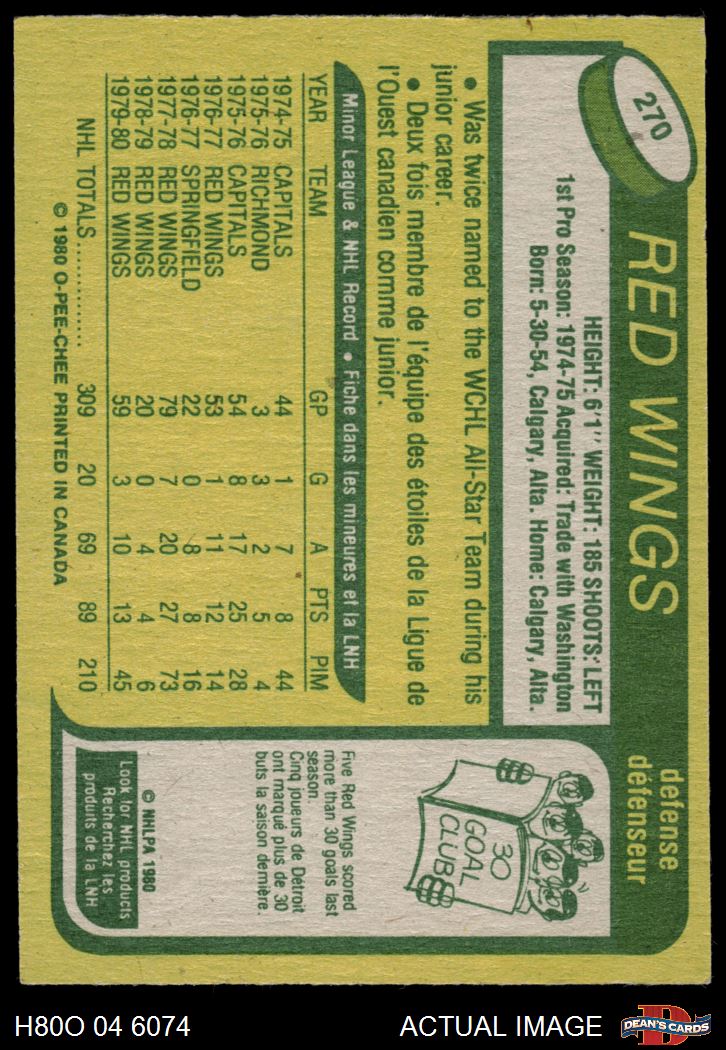 270
RED WINGS
defense
défenseur
HEIGHT: 6'1" WEIGHT: 185 SHOOTS: LEFT
1st Pro Season: 1974-75 Acquired: Trade with Washington
Born: 5-30-54, Calgary, Alta. Home: Calgary, Alta.
• Was twice named to the WCHL All-Star Team during his
junior career.
• Deux fois membre de l'équipe des étoiles de la Ligue de
l'Ouest canadien comme junior.
Minor League & NHL Record • Fiche dans les mineures et la LNH
YEAR TEAM GP G A PTS PIM
1974-75 CAPITALS 44 1 7 8 44
1975-76 RICHMOND 3 3 2 5 4
1975-76 CAPITALS 54 8 17 25 28
1976-77 RED WINGS 53 1 11 12 14
1976-77 SPRINGFIELD 22 0 8 8 16
1977-78 RED WINGS 79 7 20 27 73
1978-79 RED WINGS 20 0 4 4 6
1979-80 RED WINGS 59 3 10 13 45
NHL TOTALS.............. 309 20 69 89 210
© 1980 O-PEE-CHEE PRINTED IN CANADA
30
GOAL
CLUB
Five Red Wings scored
more than 30 goals last
season.
Cinq joueurs de Detroit
ont marqué plus de 30
buts la saison dernière.
© NHLPA 1980
Look for NHL products
Recherchez les
produits de la LNH
H80O 04 6074
ACTUAL IMAGE
D
DEAN'S CARDS